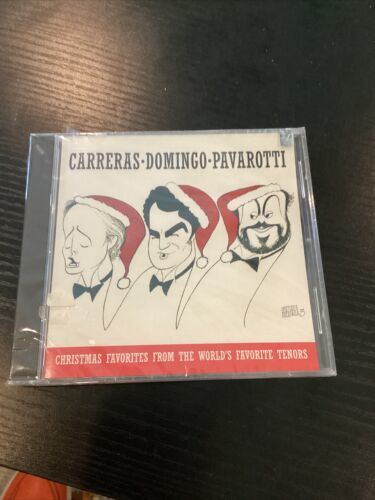 CARRERAS·DOMINGO·PAVAROTTI
CHRISTMAS FAVORITES FROM THE WORLD'S FAVORITE TENORS